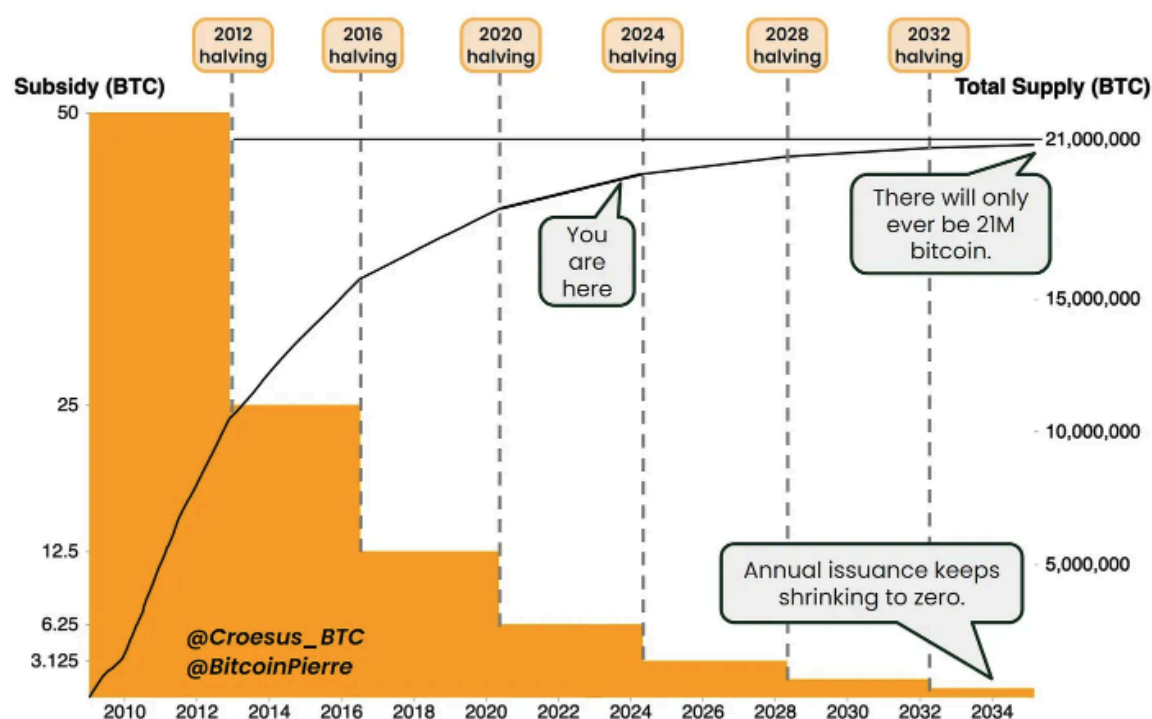 2012
halving
2016
halving
2020
halving
2024
halving
2028
halving
2032
halving
Subsidy (BTC)
Total Supply (BTC)
50
21,000,000
There will only
ever be 21M
bitcoin.
You
are
here
15,000,000
25
10,000,000
12.5
5,000,000
Annual issuance keeps
shrinking to zero.
6.25
@Croesus_BTC
3.125
@BitcoinPierre
2010 2012 2014 2016 2018 2020 2022 2024 2026 2028 2030 2032 2034